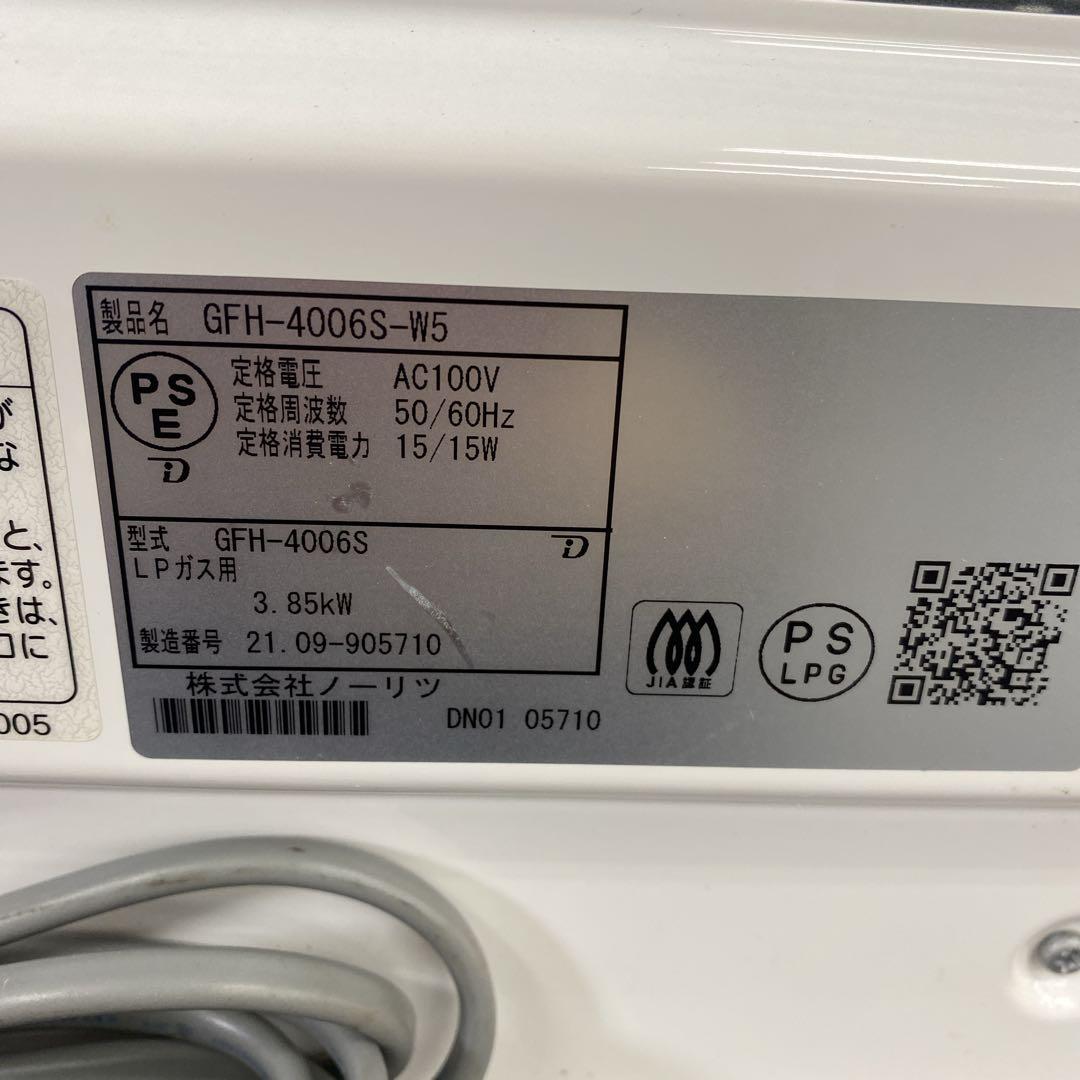 製品名 GFH-4006S-W5
PS
E
定格電圧 AC100V
定格周波数 50/60Hz
定格消費電力 15/15W
型式 GFH-4006S
LPガス用
3.85kW
製造番号 21.09-905710
株式会社ノーリツ
DN01 05710
JIA認証
PS
LPG
が
な
と、
ます。
きは、
口に
005